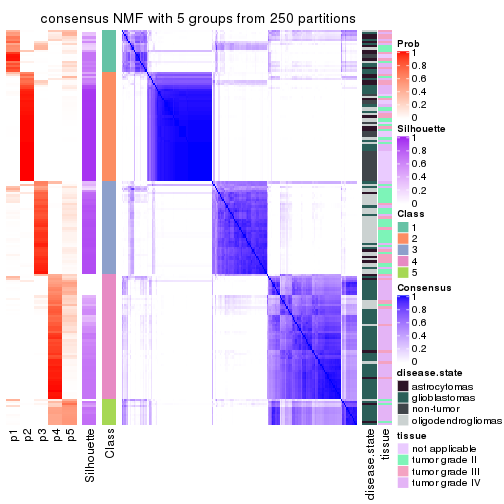 consensus NMF with 5 groups from 250 partitions
Prob
1
0.8
0.6
0.4
0.2
0
Silhouette
1
0.8
0.6
0.4
0.2
0
Class
1
2
3
4
5
Consensus
1
0.8
0.6
0.4
0.2
0
disease.state
astrocytomas
glioblastomas
non-tumor
oligodendrogliomas
tissue
not applicable
tumor grade II
tumor grade III
tumor grade IV
p1
p2
p3
p4
p5
Silhouette
Class
disease.state
tissue